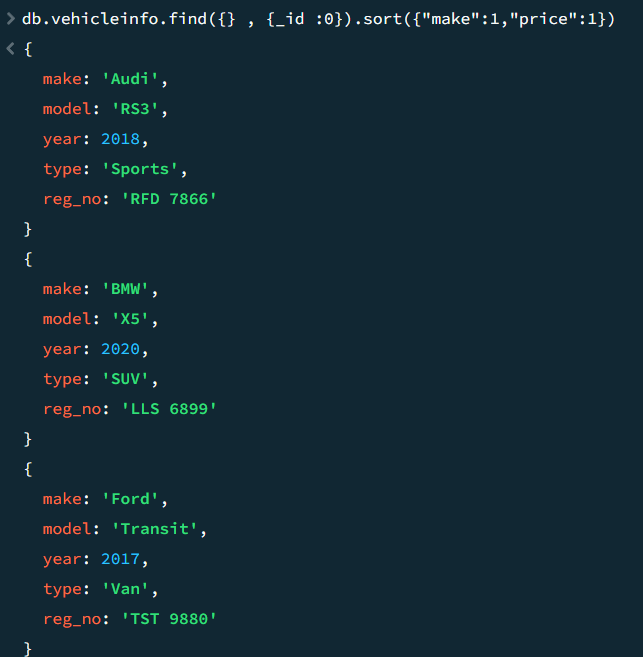 > db.vehicleinfo.find({} , {_id :0}).sort({"make":1,"price":1})
< {
make: 'Audi',
model: 'RS3',
year: 2018,
type: 'Sports',
reg_no: 'RFD 7866'
}
{
make: 'BMW',
model: 'X5',
year: 2020,
type: 'SUV',
reg_no: 'LLS 6899'
}
{
make: 'Ford',
model: 'Transit',
year: 2017,
type: 'Van',
reg_no: 'TST 9880'
}